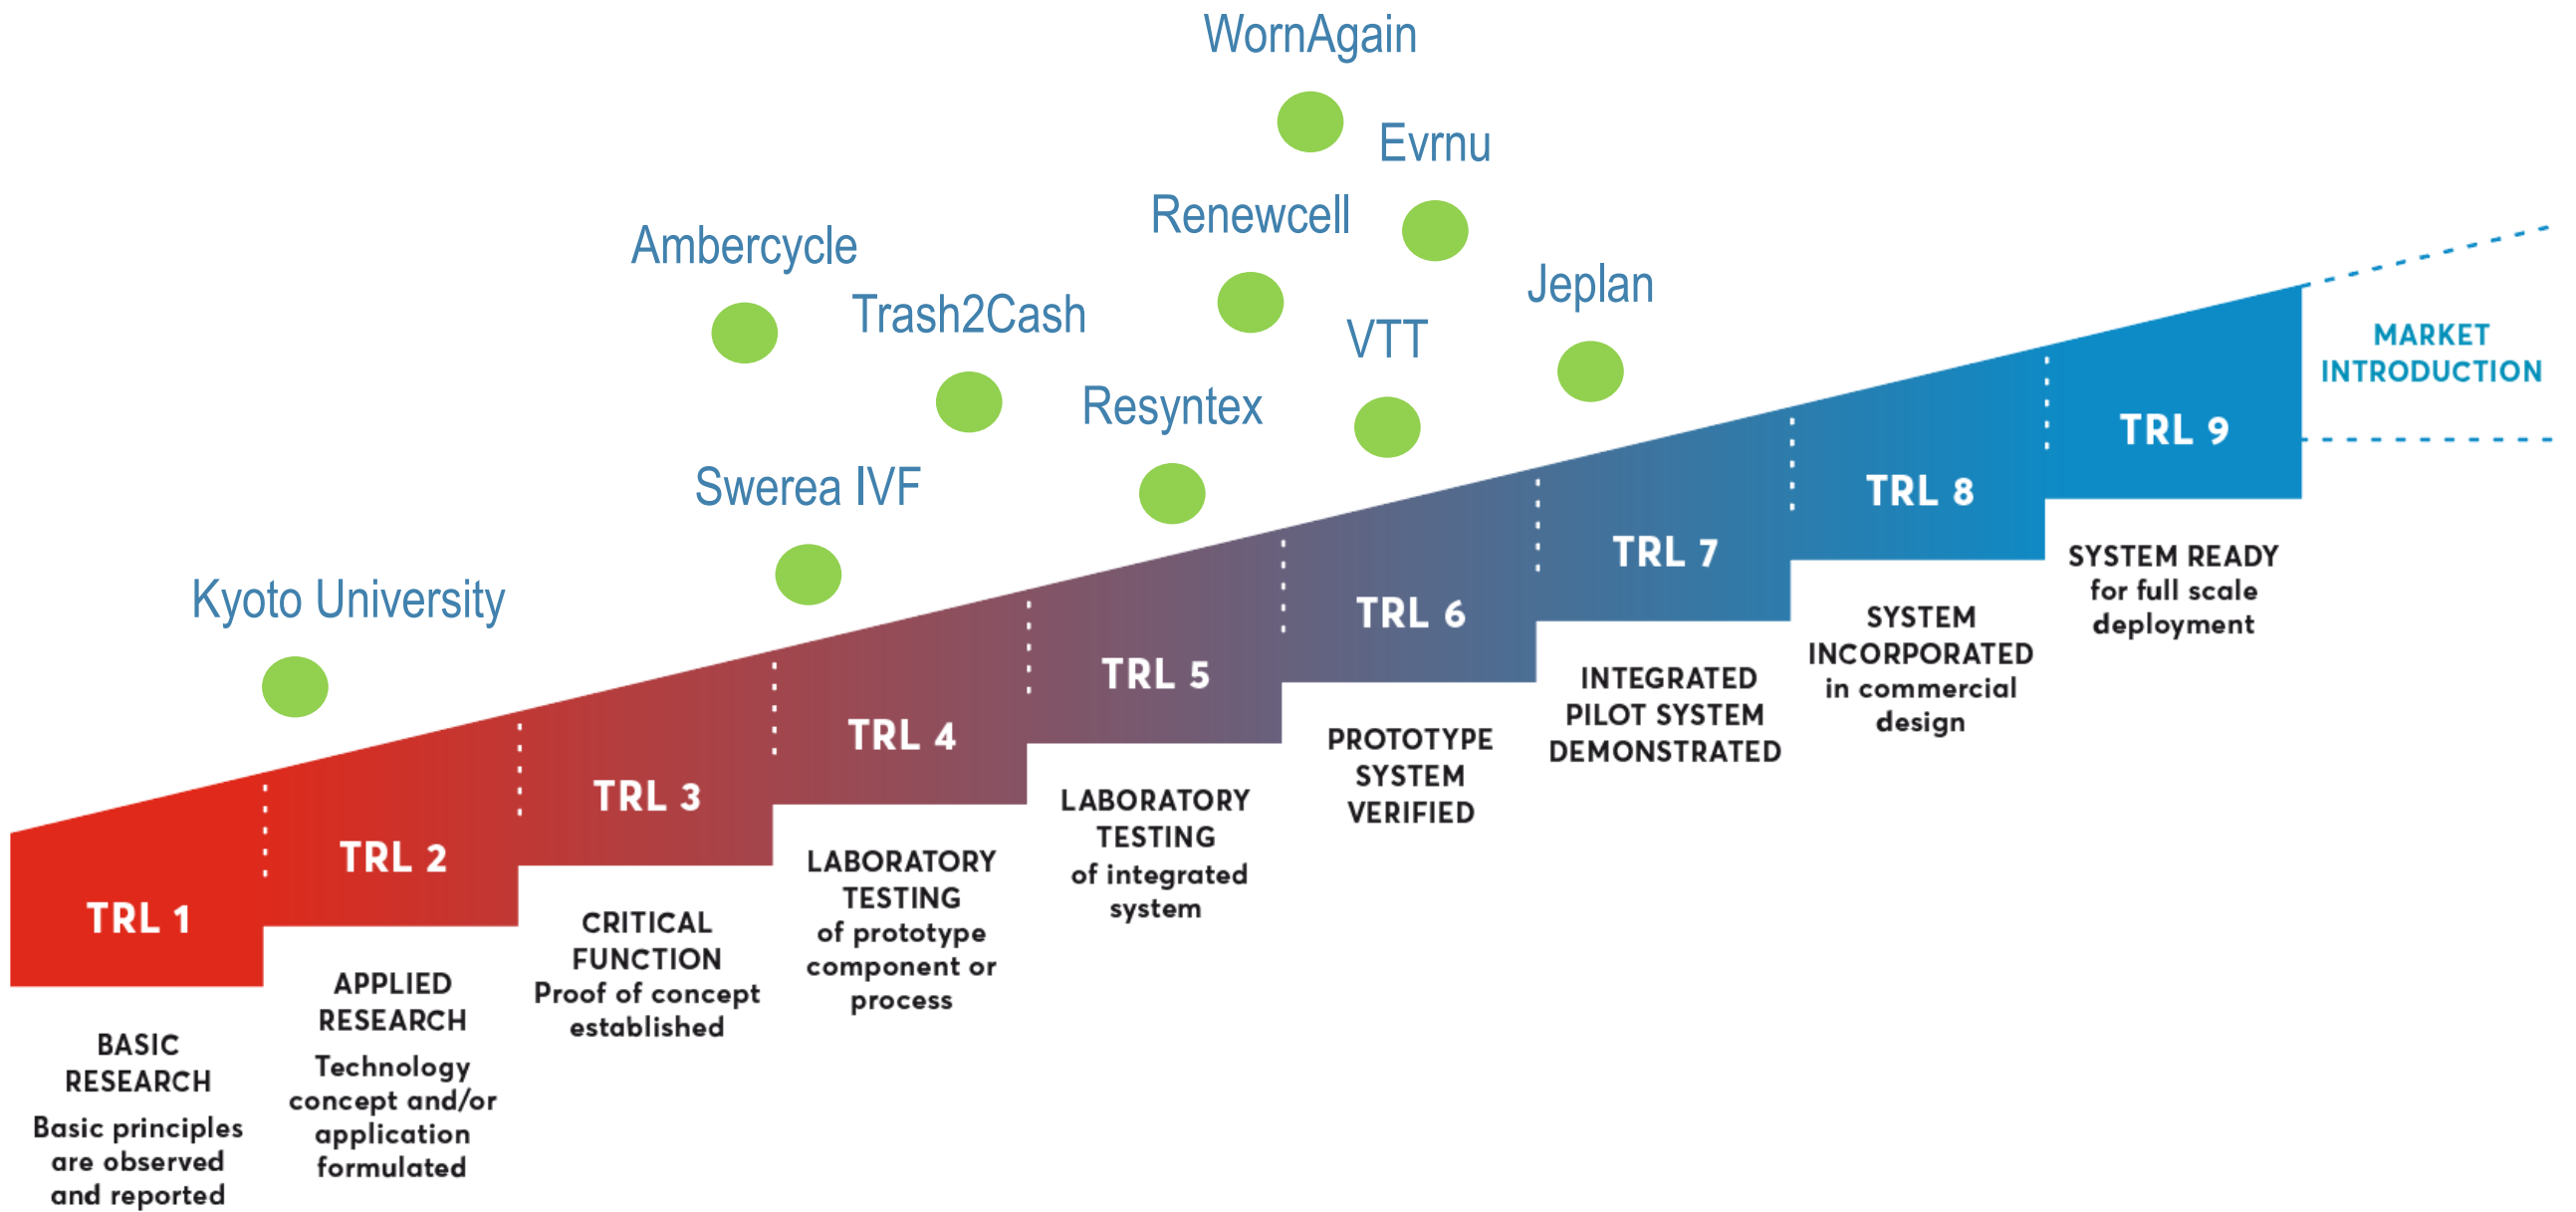 WornAgain
Evrnu
Renewcell
Ambercycle
Jeplan
Trash2Cash
VTT
Resyntex
Swerea IVF
Kyoto University
MARKET
INTRODUCTION
TRL 1
BASIC
RESEARCH
Basic principles
are observed
and reported
TRL 2
APPLIED
RESEARCH
Technology
concept and/or
application
formulated
TRL 3
CRITICAL
FUNCTION
Proof of concept
established
TRL 4
LABORATORY
TESTING
of prototype
component or
process
TRL 5
LABORATORY
TESTING
of integrated
system
TRL 6
PROTOTYPE
SYSTEM
VERIFIED
TRL 7
INTEGRATED
PILOT SYSTEM
DEMONSTRATED
TRL 8
SYSTEM
INCORPORATED
in commercial
design
TRL 9
SYSTEM READY
for full scale
deployment